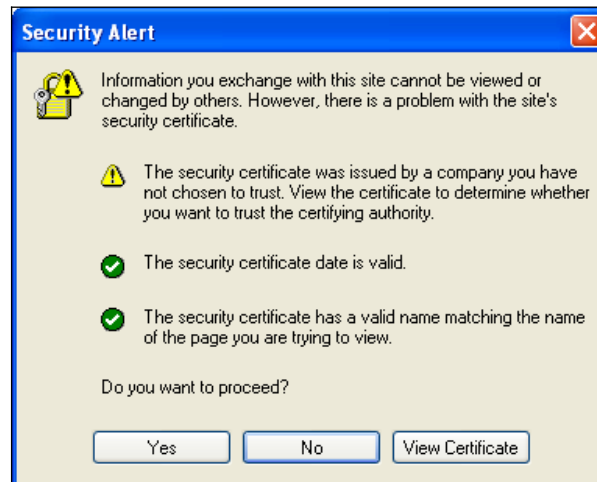 Security Alert
Information you exchange with this site cannot be viewed or
changed by others. However, there is a problem with the site's
security certificate.
The security certificate was issued by a company you have
not chosen to trust. View the certificate to determine whether
you want to trust the certifying authority.
The security certificate date is valid.
The security certificate has a valid name matching the name
of the page you are trying to view.
Do you want to proceed?
Yes No View Certificate